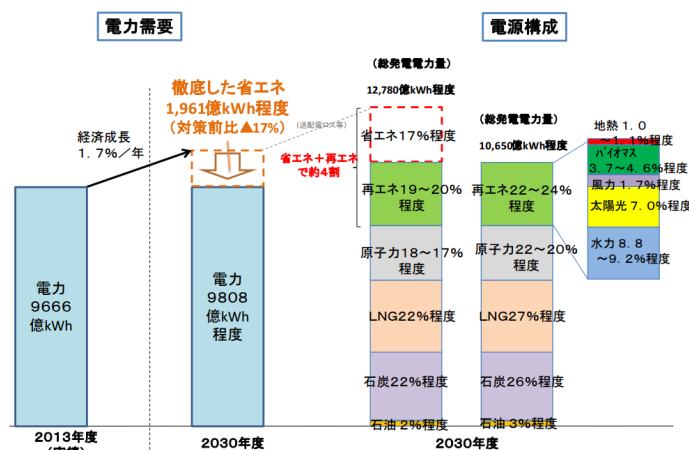 電力需要
電源構成
徹底した省エネ
1,961億kWh程度
(対策前比▲17%)
経済成長
1.7%/年
(送配電ロス等)
省エネ+再エネ
で約4割
電力
9666
億kWh
電力
9808
億kWh
程度
(総発電電力量)
12,780億kWh程度
省エネ17%程度
再エネ19~20%
程度
原子力18~17%
程度
LNG22%程度
石炭22%程度
石油 2%程度
(総発電電力量)
10,650億kWh程度
再エネ22~24%
程度
原子力22~20%
程度
LNG27%程度
石炭26%程度
石油 3%程度
地熱 1.0
~1.1%程度
バイオマス
3.7~4.6%程度
風力 1.7%程度
太陽光 7.0%程度
水力 8.8
~9.2%程度
2013年度
2030年度
2030年度